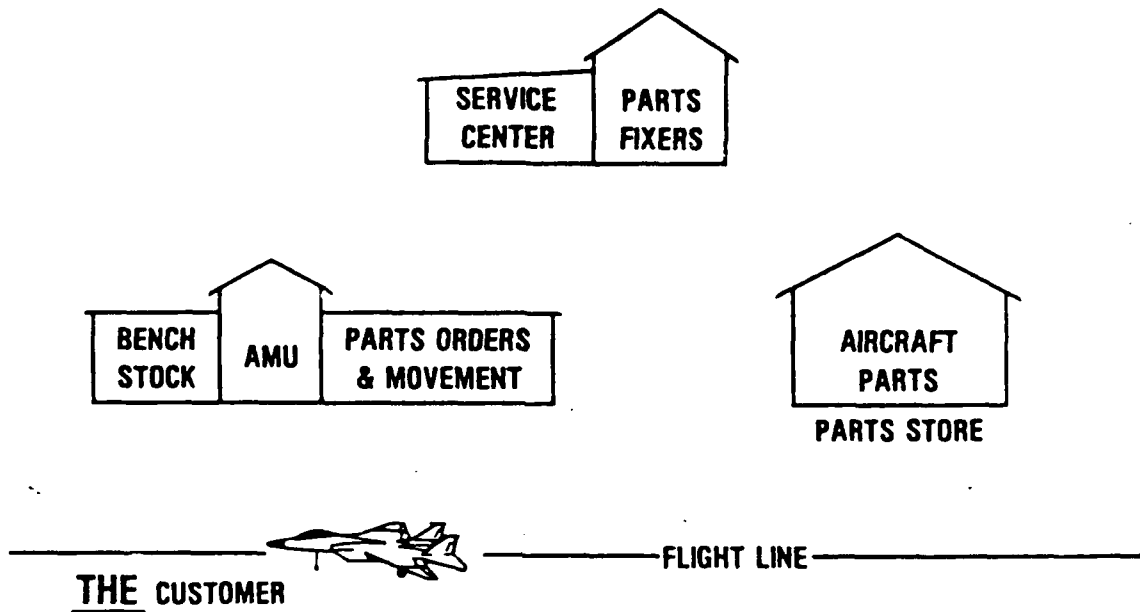 SERVICE
CENTER
PARTS
FIXERS
BENCH
STOCK
AMU
PARTS ORDERS
& MOVEMENT
AIRCRAFT
PARTS
PARTS STORE
FLIGHT LINE
THE CUSTOMER